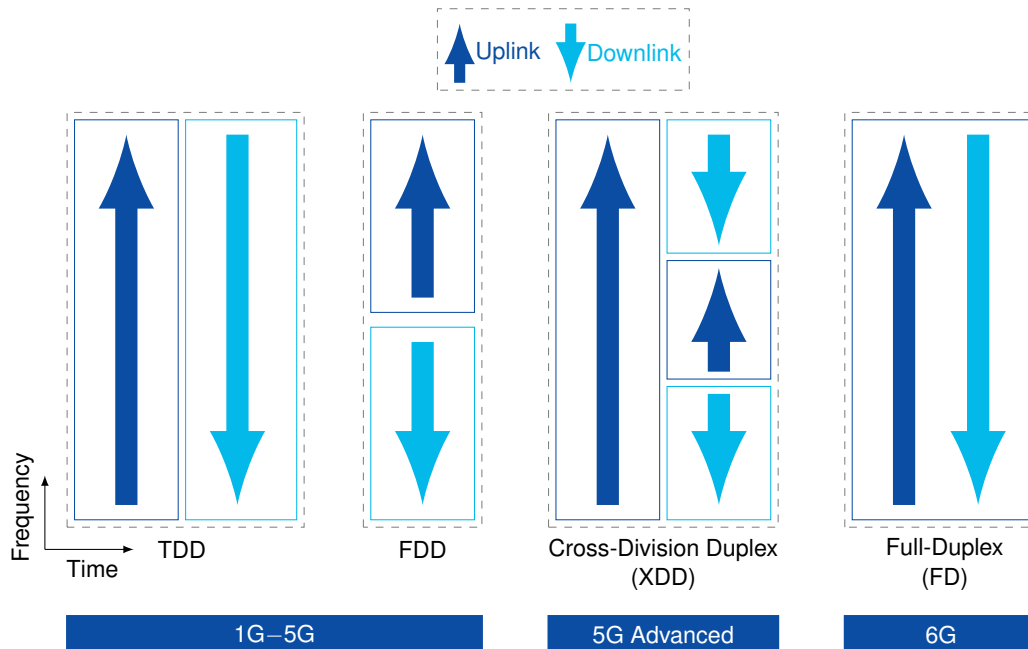 Uplink
Downlink
Frequency
Time
TDD
FDD
Cross-Division Duplex
(XDD)
Full-Duplex
(FD)
1G−5G
5G Advanced
6G